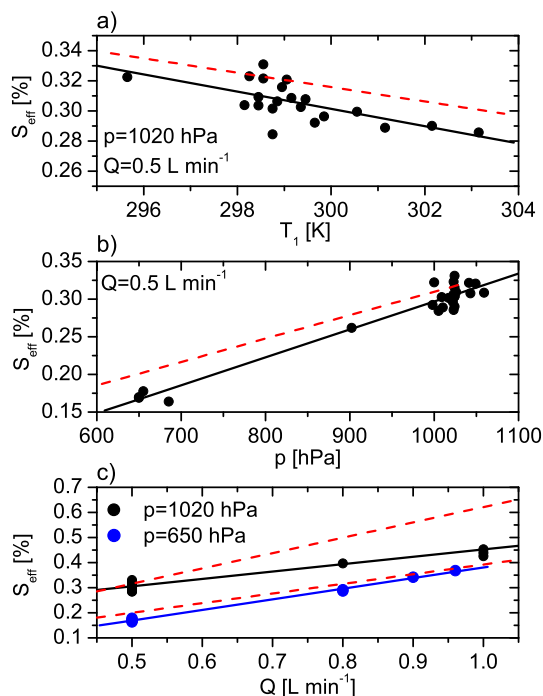 a)
0.34
0.32
0.30
0.28
0.26
S_eff [%]
p=1020 hPa
Q=0.5 L min⁻¹
296 298 300 302 304
T_1 [K]
b)
0.35
0.30
0.25
0.20
0.15
S_eff [%]
Q=0.5 L min⁻¹
600 700 800 900 1000 1100
p [hPa]
c)
0.7
0.6
0.5
0.4
0.3
0.2
0.1
S_eff [%]
p=1020 hPa
p=650 hPa
0.5 0.6 0.7 0.8 0.9 1.0
Q [L min⁻¹]